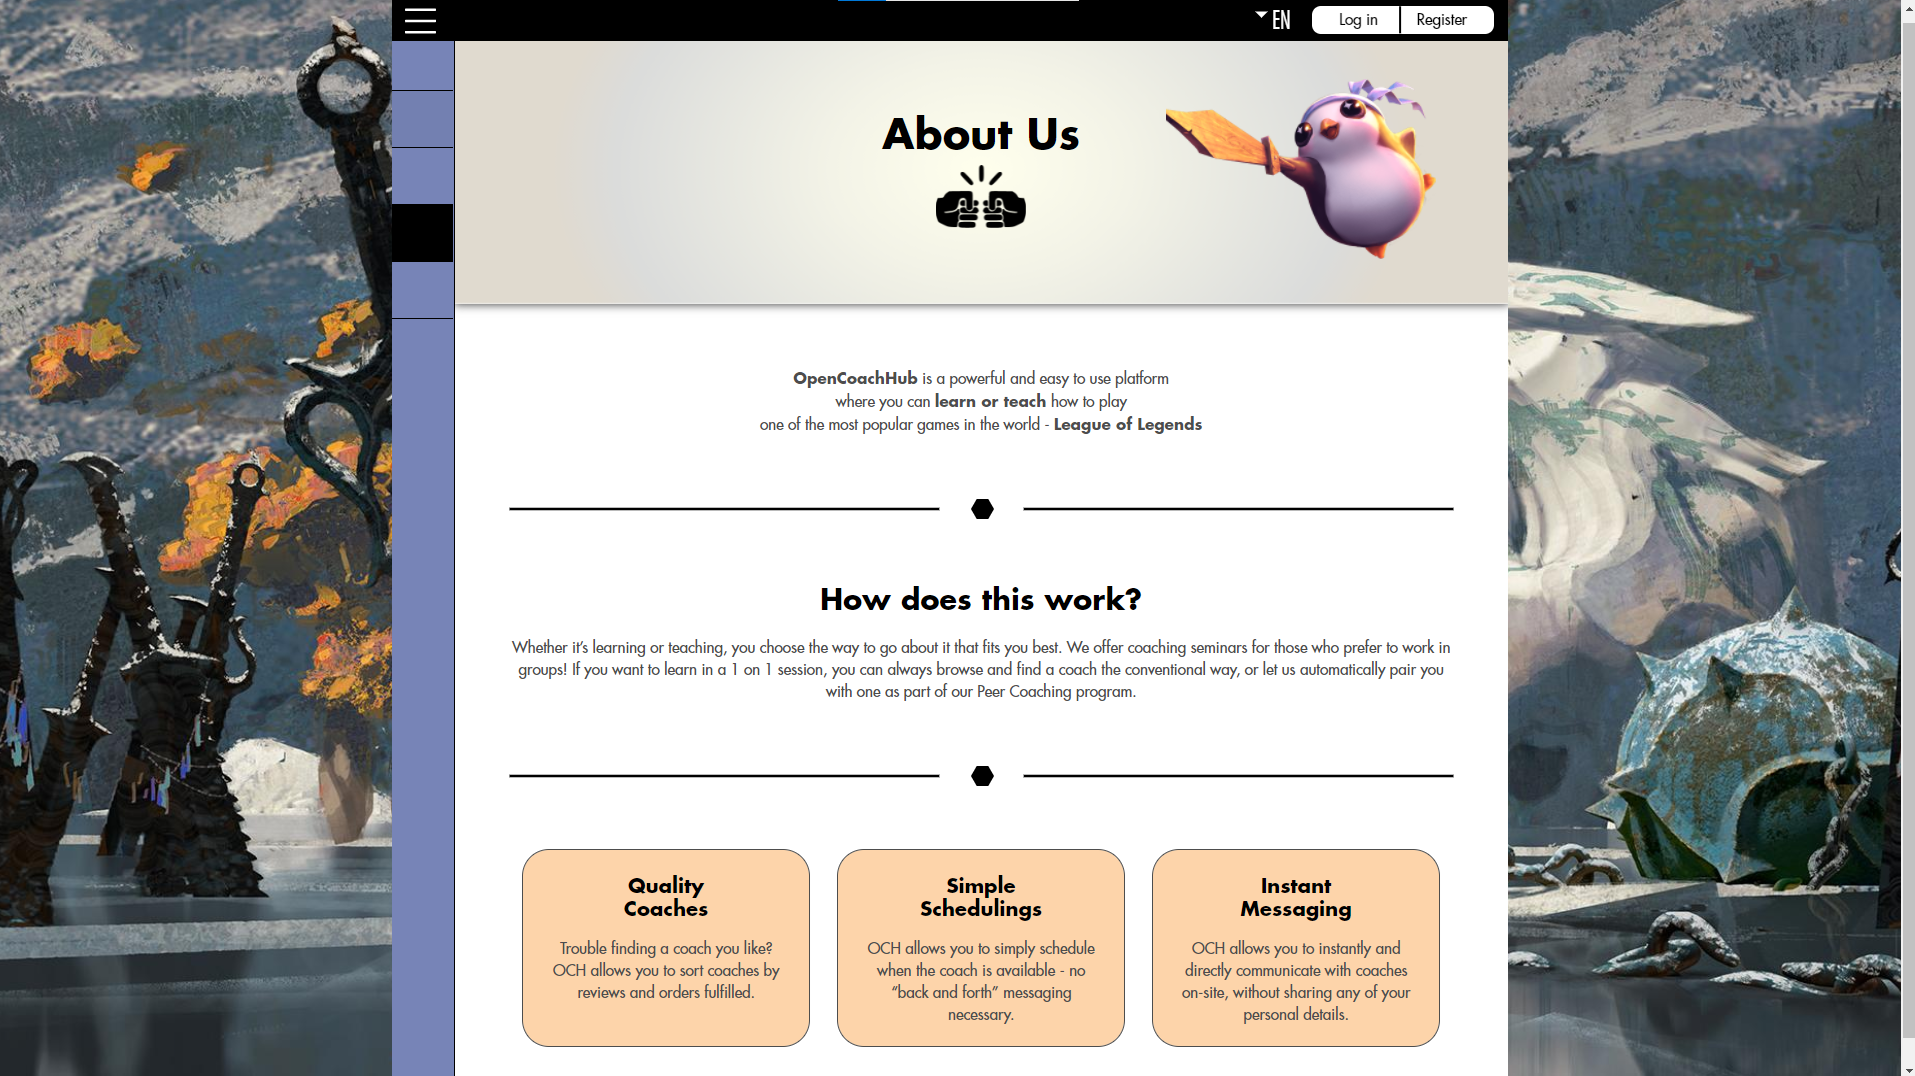 EN
Log in
Register
About Us
OpenCoachHub is a powerful and easy to use platform
where you can learn or teach how to play
one of the most popular games in the world - League of Legends
How does this work?
Whether it’s learning or teaching, you choose the way to go about it that fits you best. We offer coaching seminars for those who prefer to work in
groups! If you want to learn in a 1 on 1 session, you can always browse and find a coach the conventional way, or let us automatically pair you
with one as part of our Peer Coaching program.
Quality
Coaches
Trouble finding a coach you like?
OCH allows you to sort coaches by
reviews and orders fulfilled.
Simple
Schedulings
OCH allows you to simply schedule
when the coach is available - no
“back and forth” messaging
necessary.
Instant
Messaging
OCH allows you to instantly and
directly communicate with coaches
on-site, without sharing any of your
personal details.